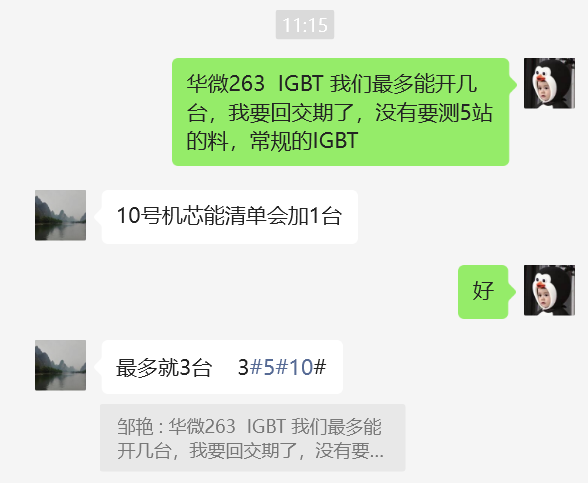 11:15
华微263  IGBT 我们最多能开几
台，我要回交期了，没有要测5站
的料，常规的IGBT
10号机芯能清单会加1台
好
最多就3台    3#5#10#
邹艳 : 华微263  IGBT 我们最多能
开几台，我要回交期了，没有要...